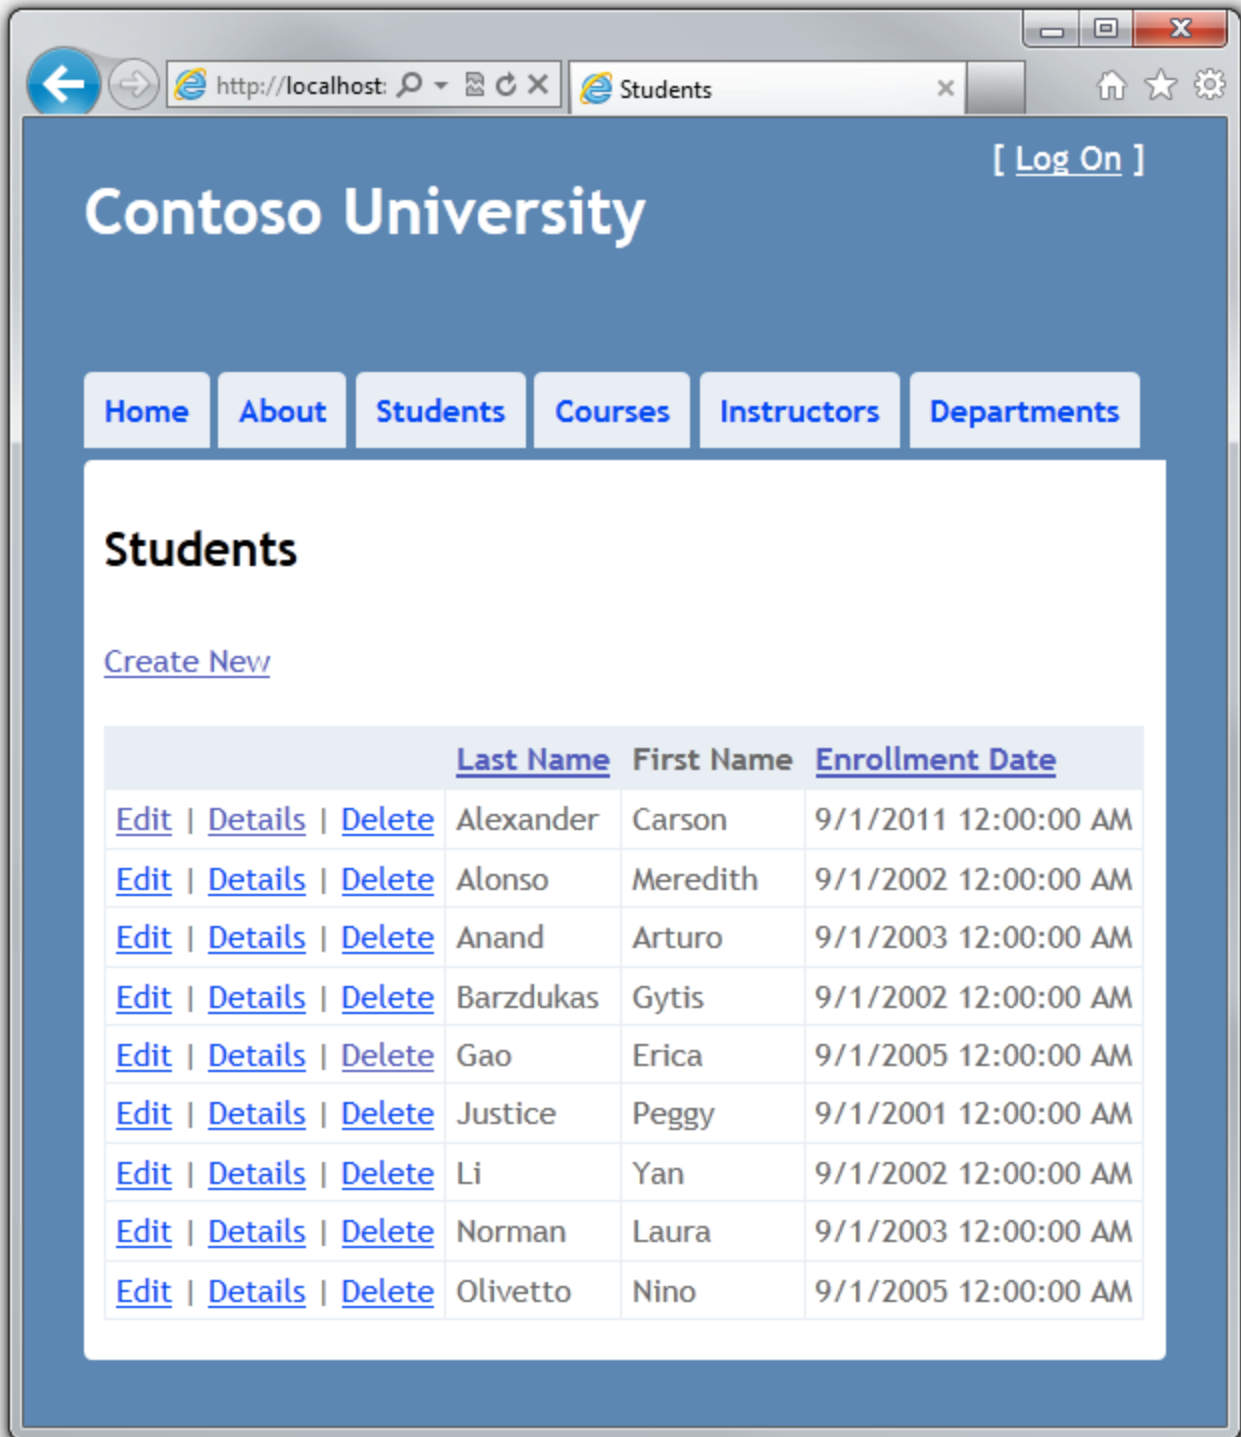 http://localhost:
Students
[ Log On ]
Contoso University
Home About Students Courses Instructors Departments
Students
Create New
Last Name First Name Enrollment Date
Edit | Details | Delete Alexander Carson 9/1/2011 12:00:00 AM
Edit | Details | Delete Alonso Meredith 9/1/2002 12:00:00 AM
Edit | Details | Delete Anand Arturo 9/1/2003 12:00:00 AM
Edit | Details | Delete Barzdukas Gytis 9/1/2002 12:00:00 AM
Edit | Details | Delete Gao Erica 9/1/2005 12:00:00 AM
Edit | Details | Delete Justice Peggy 9/1/2001 12:00:00 AM
Edit | Details | Delete Li Yan 9/1/2002 12:00:00 AM
Edit | Details | Delete Norman Laura 9/1/2003 12:00:00 AM
Edit | Details | Delete Olivetto Nino 9/1/2005 12:00:00 AM